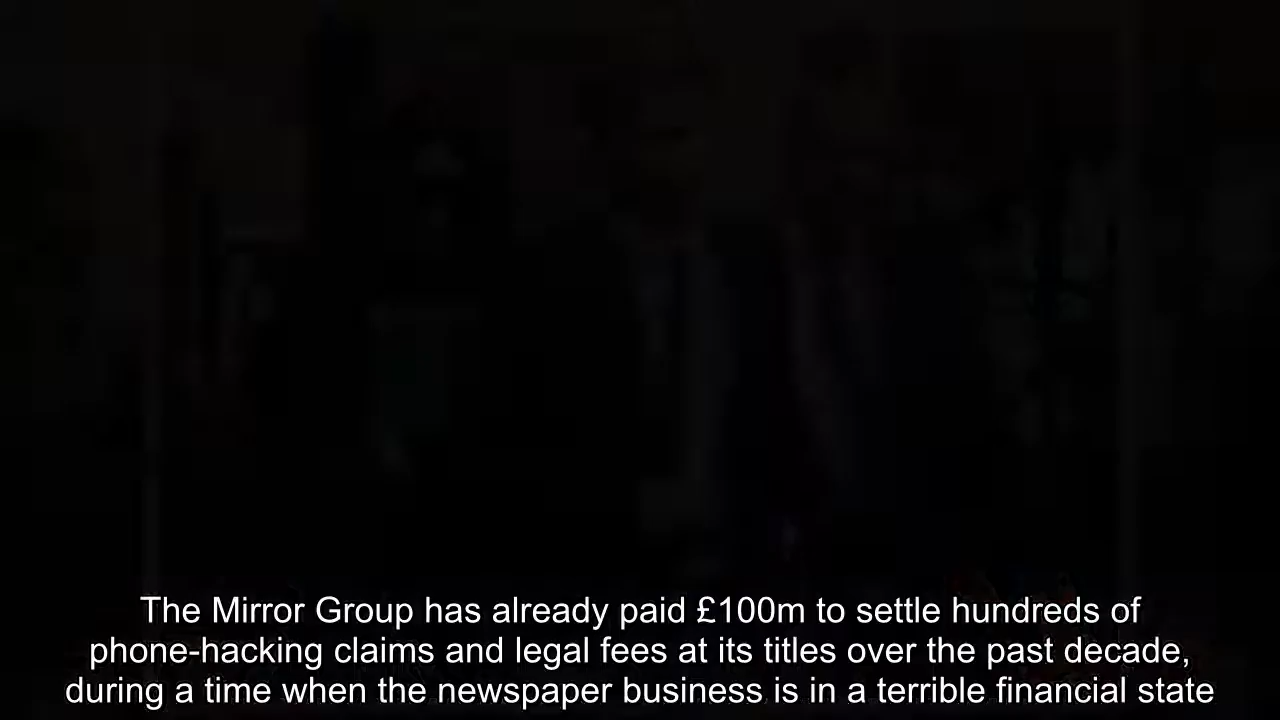 The Mirror Group has already paid £100m to settle hundreds of
phone-hacking claims and legal fees at its titles over the past decade,
during a time when the newspaper business is in a terrible financial state